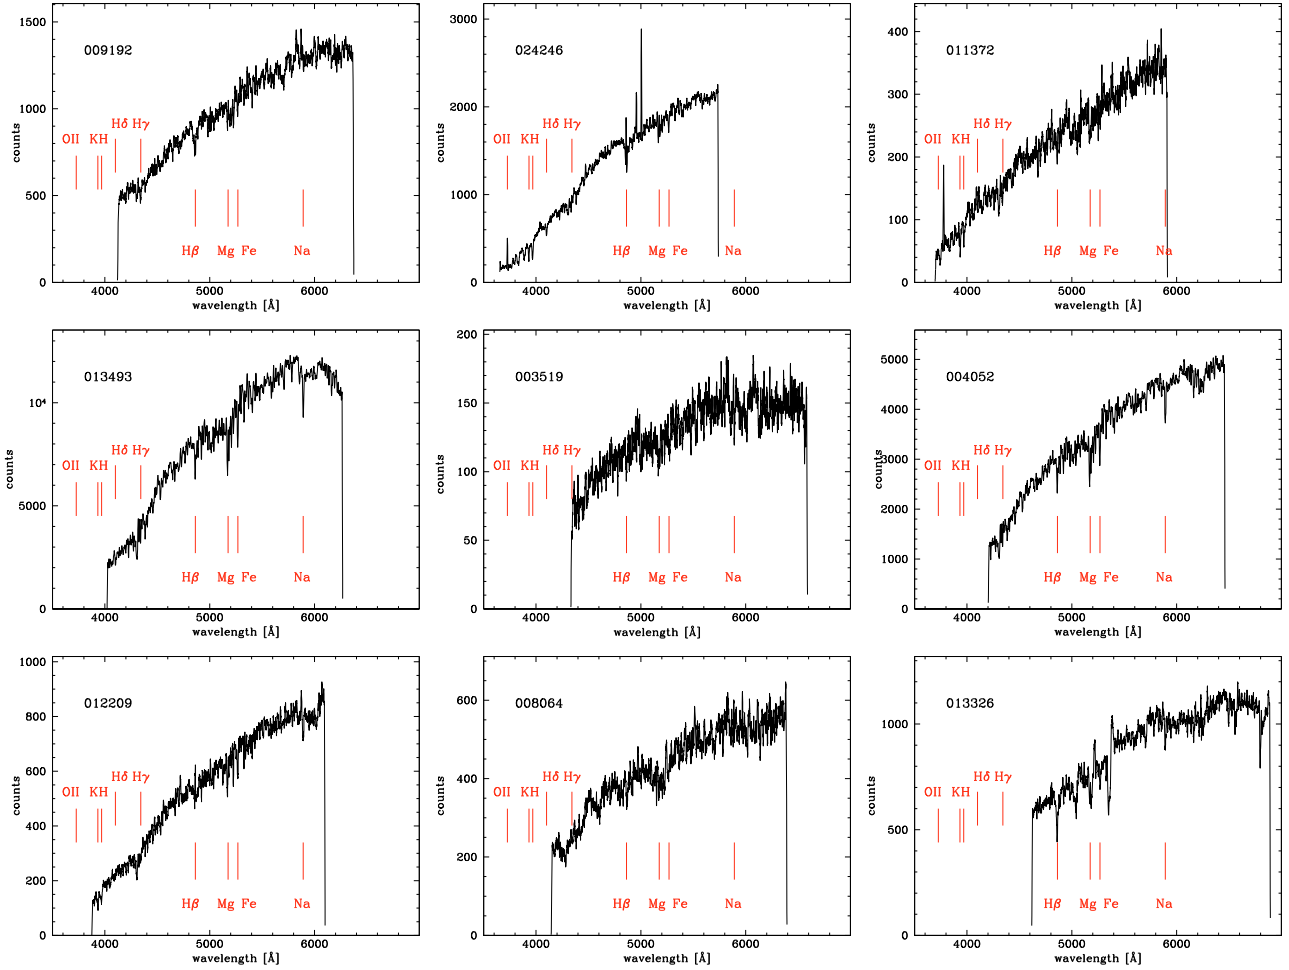 1500
1000
500
0
counts
009192
Hδ Hγ
OII KH
Hβ Mg Fe Na
4000 5000 6000
wavelength [Å]
3000
2000
1000
0
counts
024246
Hδ Hγ
OII KH
Hβ Mg Fe Na
4000 5000 6000
wavelength [Å]
400
300
200
100
0
counts
011372
Hδ Hγ
OII KH
Hβ Mg Fe Na
4000 5000 6000
wavelength [Å]
10⁴
5000
0
counts
013493
Hδ Hγ
OII KH
Hβ Mg Fe Na
4000 5000 6000
wavelength [Å]
200
150
100
50
0
counts
003519
Hδ Hγ
OII KH
Hβ Mg Fe Na
4000 5000 6000
wavelength [Å]
5000
4000
3000
2000
1000
0
counts
004052
Hδ Hγ
OII KH
Hβ Mg Fe Na
4000 5000 6000
wavelength [Å]
1000
800
600
400
200
0
counts
012209
Hδ Hγ
OII KH
Hβ Mg Fe Na
4000 5000 6000
wavelength [Å]
600
400
200
0
counts
008064
Hδ Hγ
OII KH
Hβ Mg Fe Na
4000 5000 6000
wavelength [Å]
1000
500
0
counts
013326
Hδ Hγ
OII KH
Hβ Mg Fe Na
4000 5000 6000
wavelength [Å]